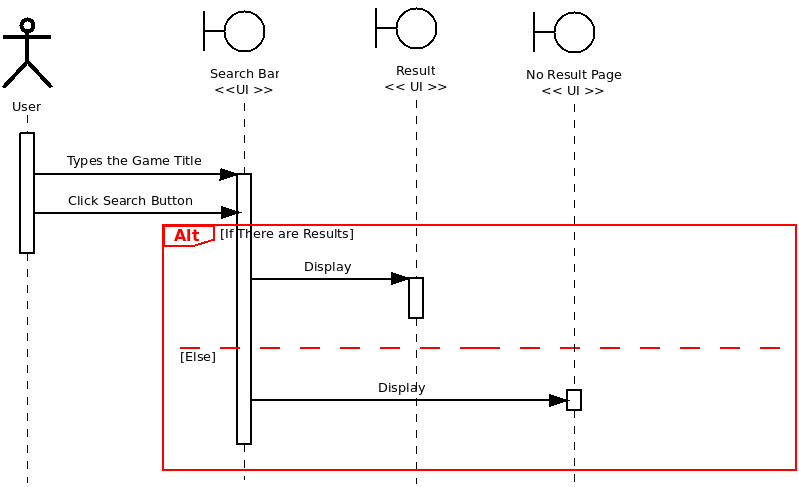 User
Search Bar
<<UI >>
Result
<< UI >>
No Result Page
<< UI >>
Types the Game Title
Click Search Button
Alt
[If There are Results]
Display
[Else]
Display